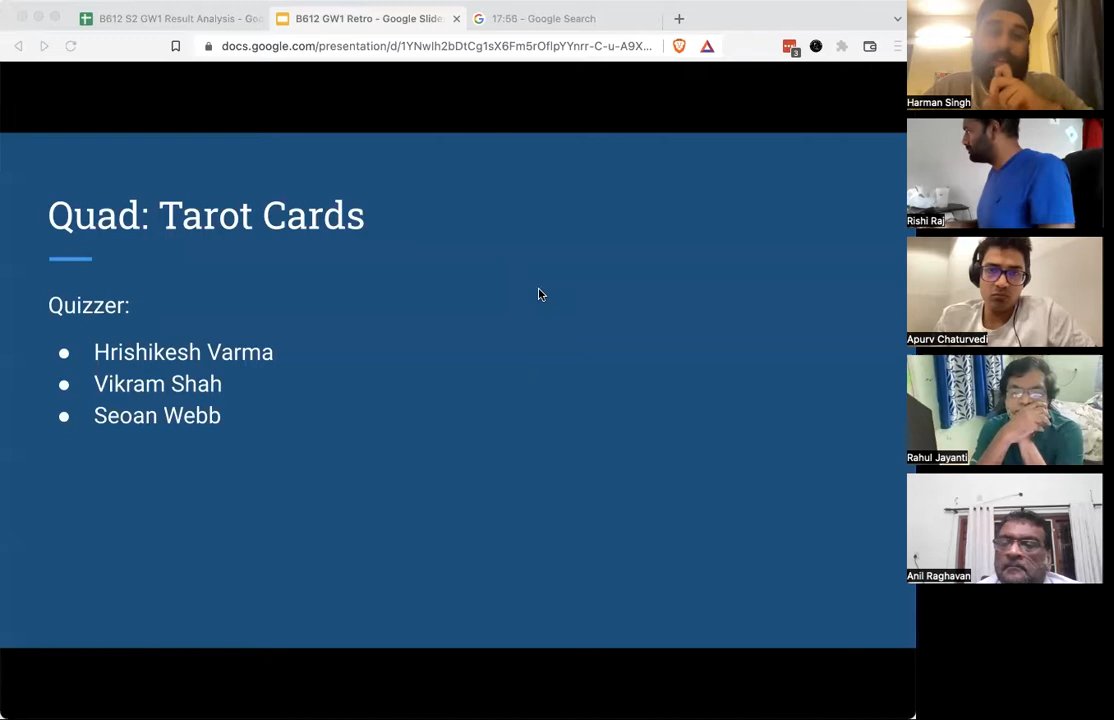 B612 S2 GW1 Result Analysis - Goo
B612 GW1 Retro - Google Slide
17:56 - Google Search
docs.google.com/presentation/d/1YNwlh2bDtCg1sX6Fm5rOflpYYnrr-C-u-A9X...
3
Quad: Tarot Cards
Quizzer:
● Hrishikesh Varma
● Vikram Shah
● Seoan Webb
Harman Singh
Rishi Raj
Apurv Chaturvedi
Rahul Jayanti
Anil Raghavan